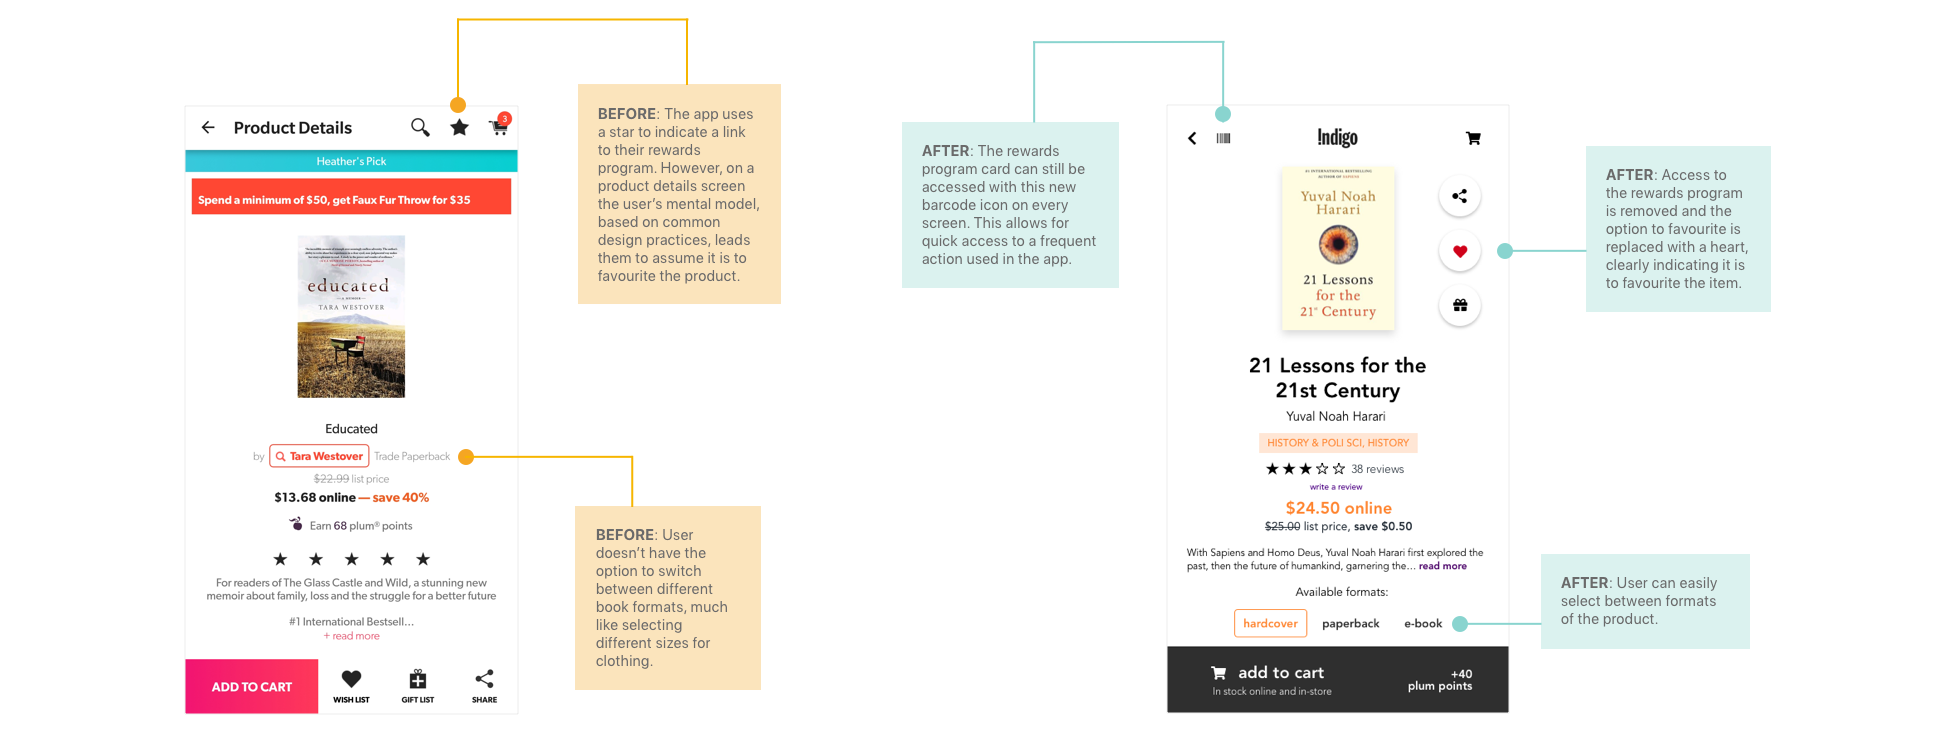 Product Details
3
Heather's Pick
Spend a minimum of $50, get Faux Fur Throw for $35
educated
A MEMOIR
TARA WESTOVER
Educated
by Tara Westover Trade Paperback
$22.99 list price
$13.68 online — save 40%
Earn 68 plum® points
For readers of The Glass Castle and Wild, a stunning new
memoir about family, loss and the struggle for a better future
#1 International Bestsell...
+ read more
ADD TO CART
WISH LIST
GIFT LIST
SHARE
BEFORE: The app uses
a star to indicate a link
to their rewards
program. However, on a
product details screen
the user's mental model,
based on common
design practices, leads
them to assume it is to
favourite the product.
BEFORE: User
doesn't have the
option to switch
between different
book formats, much
like selecting
different sizes for
clothing.
AFTER: The rewards
program card can still be
accessed with this new
barcode icon on every
screen. This allows for
quick access to a frequent
action used in the app.
!ndigo
#1 INTERNATIONAL BESTSELLING
AUTHOR OF SAPIENS
Yuval Noah
Harari
21 Lessons
for the
21st Century
21 Lessons for the
21st Century
Yuval Noah Harari
HISTORY & POLI SCI, HISTORY
38 reviews
write a review
$24.50 online
$25.00 list price, save $0.50
With Sapiens and Homo Deus, Yuval Noah Harari first explored the
past, then the future of humankind, garnering the... read more
Available formats:
hardcover paperback e-book
add to cart
In stock online and in-store
+40
plum points
AFTER: Access to
the rewards program
is removed and the
option to favourite is
replaced with a heart,
clearly indicating it is
to favourite the item.
AFTER: User can easily
select between formats
of the product.